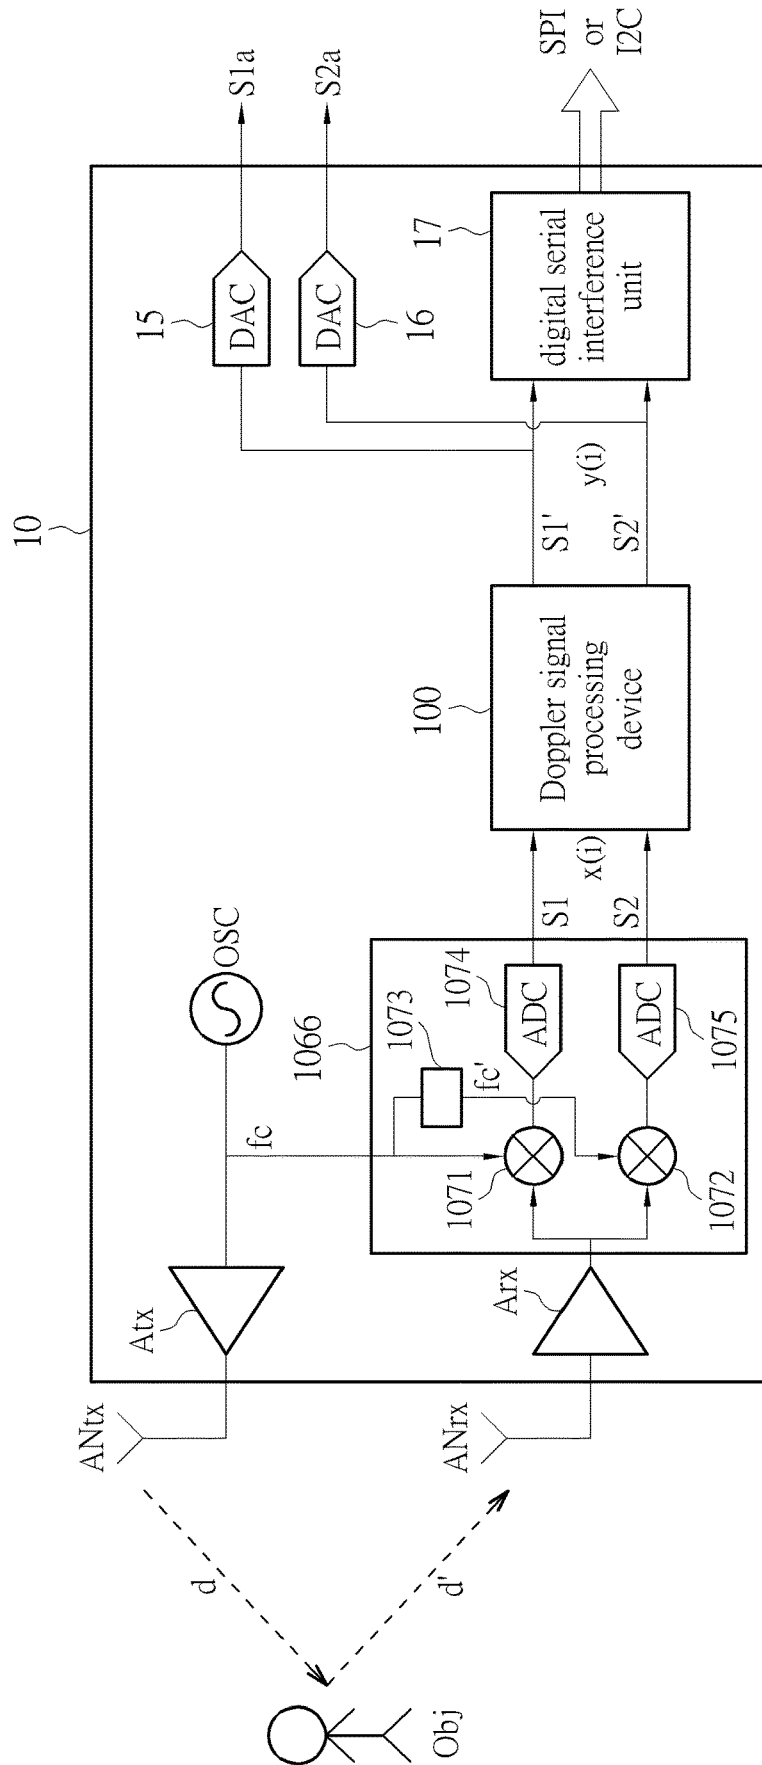 10
ANtx
Atx
fc
OSC
15
DAC
S1a
DAC
16
S2a
d
d'
Obj
ANrx
Arx
1066
1073
fc'
1071
1072
1074
ADC
ADC
1075
S1
x(i)
S2
100
Doppler signal
processing
device
S1'
y(i)
S2'
17
digital serial
interference
unit
SPI
or
I2C